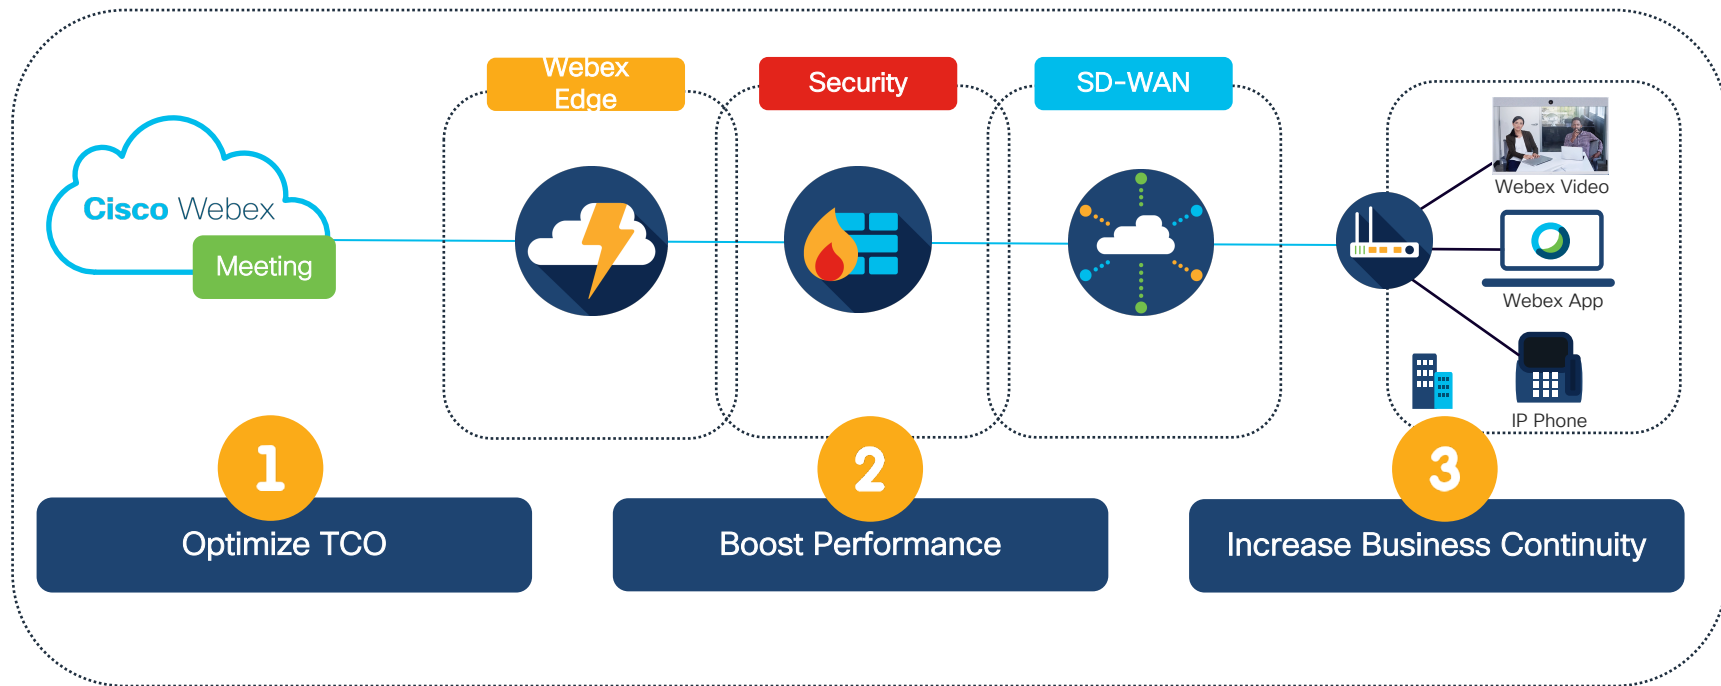 Webex
Edge
Security
SD-WAN
Cisco Webex
Meeting
Webex Video
Webex App
IP Phone
1
2
3
Optimize TCO
Boost Performance
Increase Business Continuity